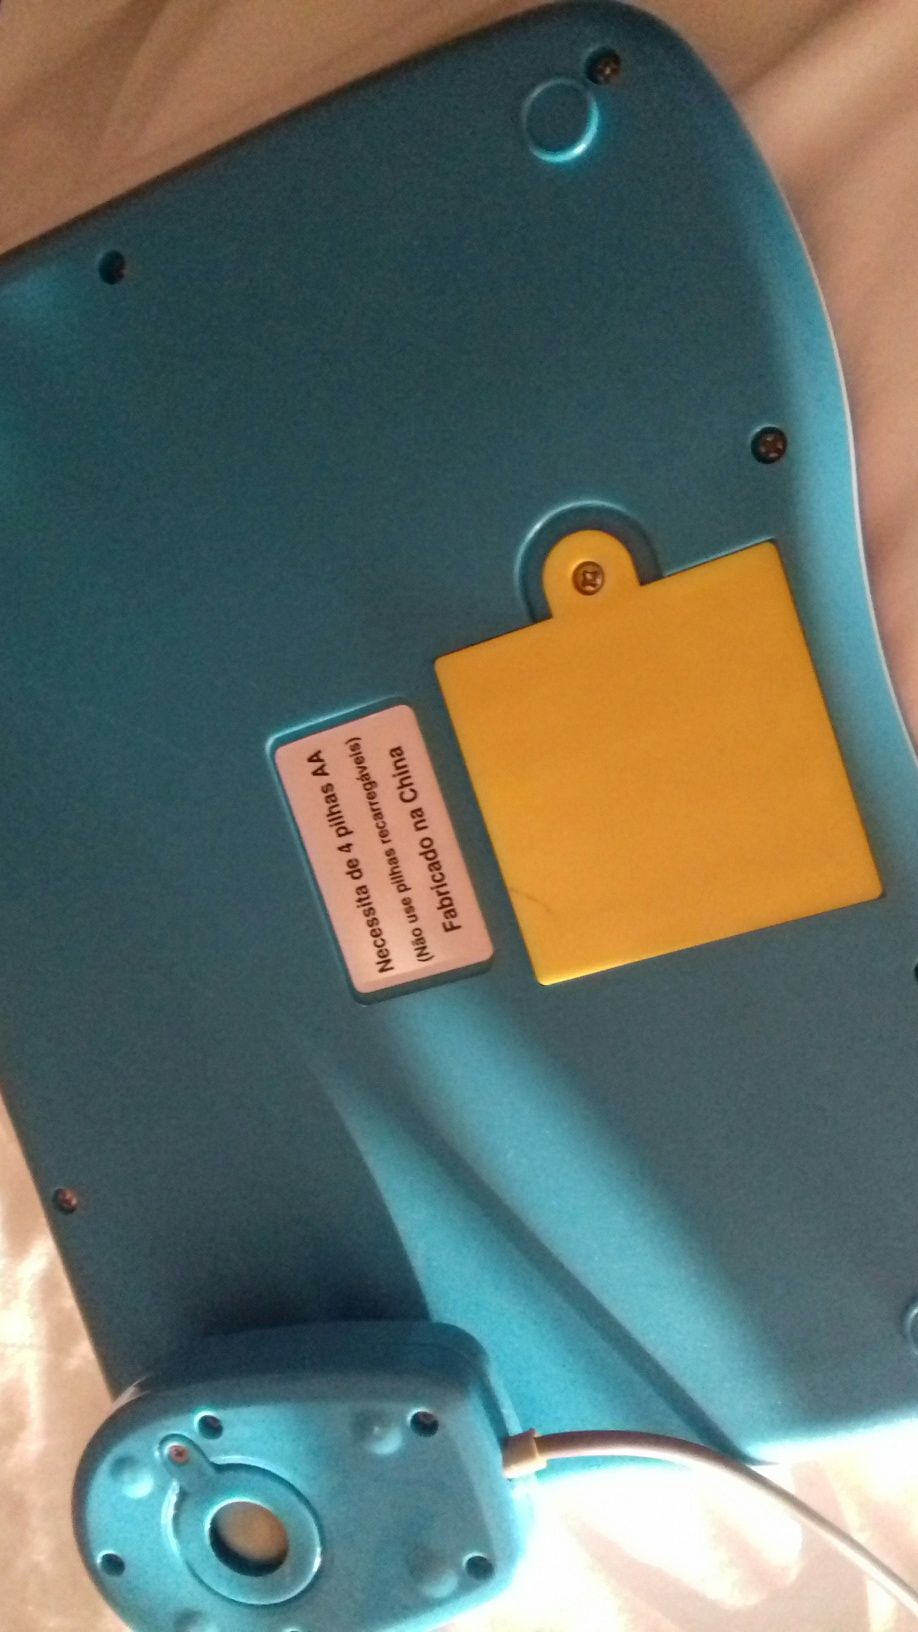 Necessita de 4 pilhas AA
(Não use pilhas recarregáveis)
Fabricado na China